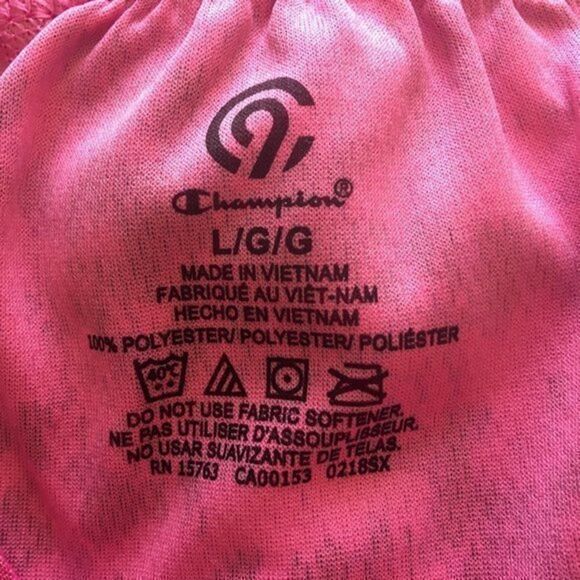 Champion®
L/G/G
MADE IN VIETNAM
FABRIQUÉ AU VIÊT-NAM
HECHO EN VIETNAM
100% POLYESTER/ POLYESTER/ POLIÉSTER
40°C
DO NOT USE FABRIC SOFTENER.
NE PAS UTILISER D'ASSOUPLISSEUR.
NO USAR SUAVIZANTE DE TELAS.
RN 15763 CA00153 0218SX